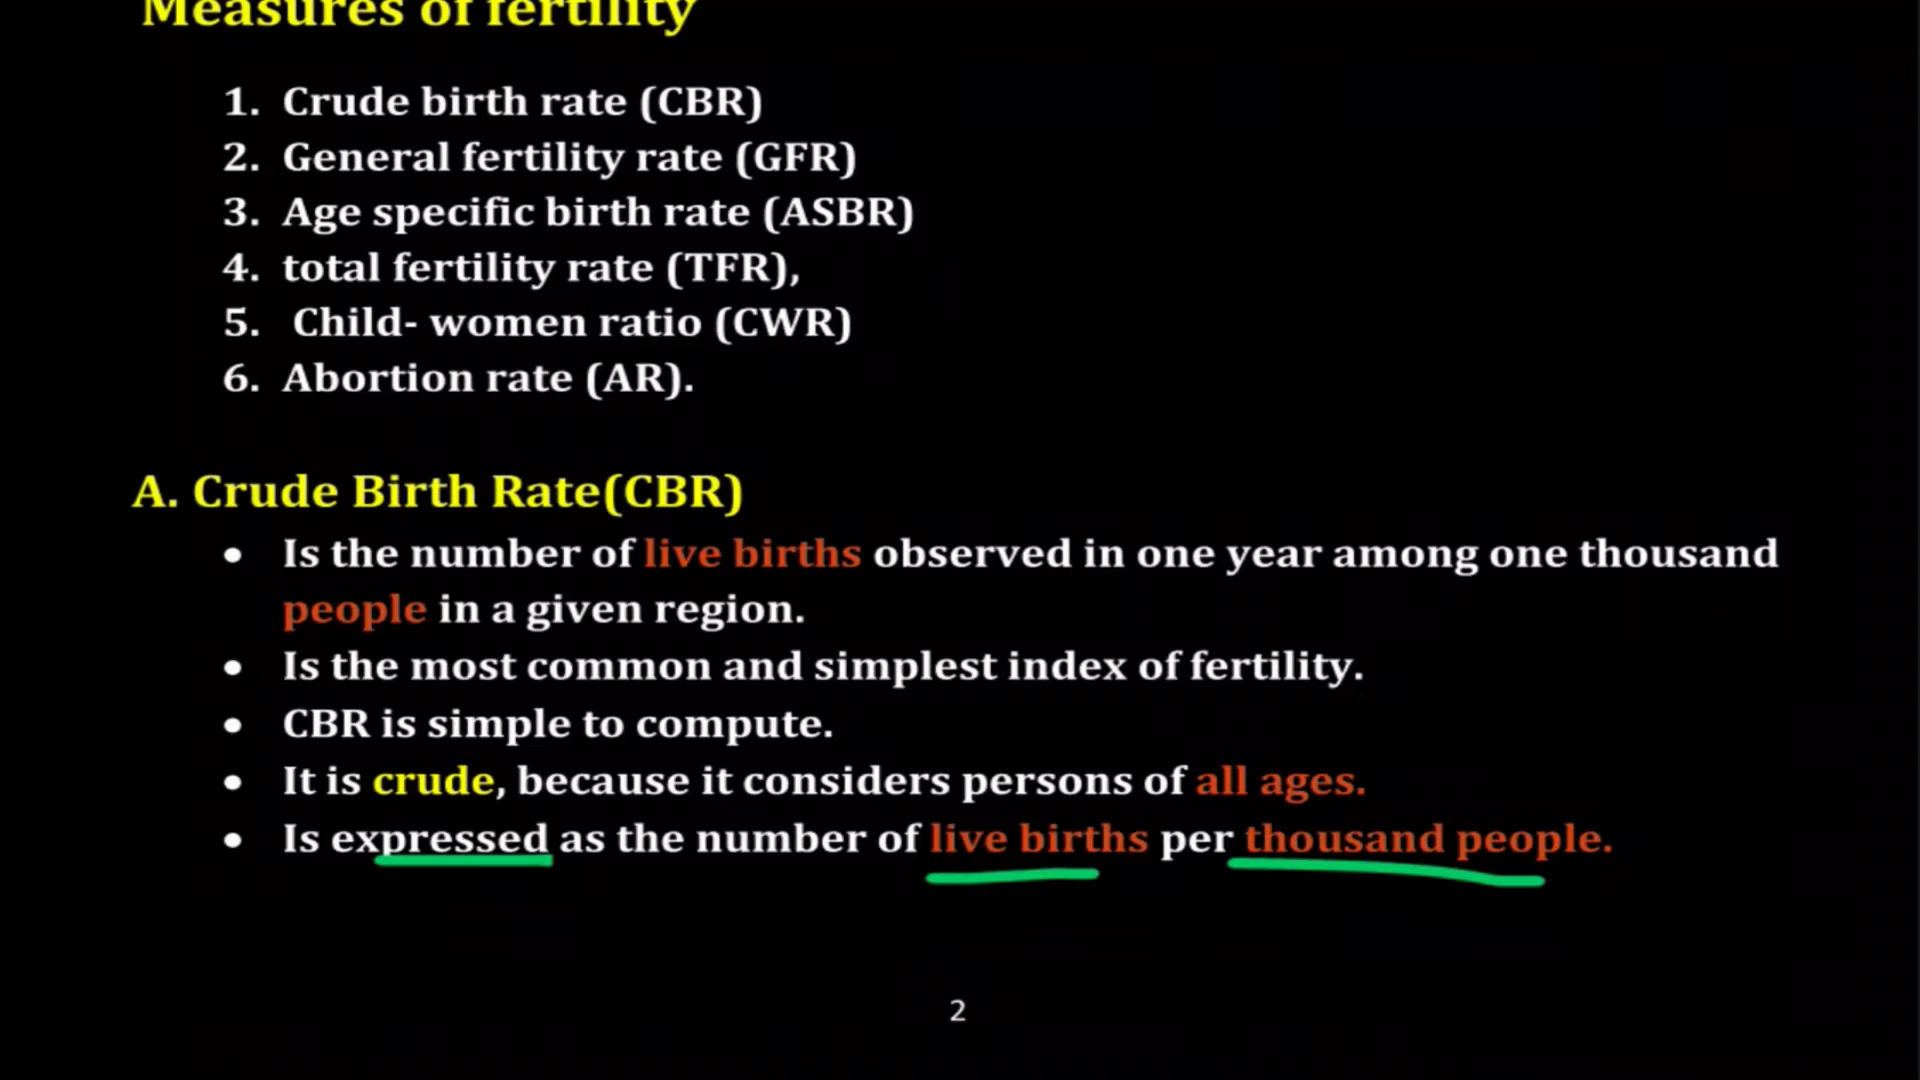 Measures of fertility
1. Crude birth rate (CBR)
2. General fertility rate (GFR)
3. Age specific birth rate (ASBR)
4. total fertility rate (TFR),
5. Child- women ratio (CWR)
6. Abortion rate (AR).
A. Crude Birth Rate(CBR)
• Is the number of live births observed in one year among one thousand
people in a given region.
• Is the most common and simplest index of fertility.
• CBR is simple to compute.
• It is crude, because it considers persons of all ages.
• Is expressed as the number of live births per thousand people.
2